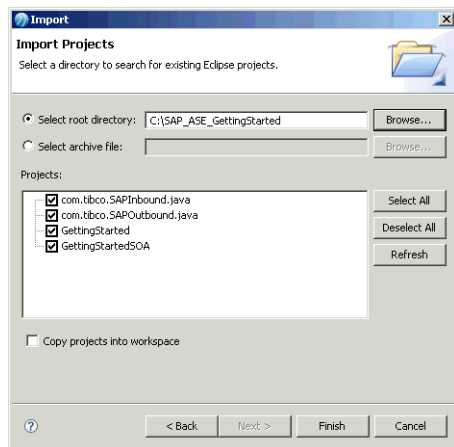 Import
Import Projects
Select a directory to search for existing Eclipse projects.
Select root directory: C:\SAP_ASE_GettingStarted Browse...
Select archive file: Browse...
Projects:
com.tibco.SAPInbound.java
com.tibco.SAPOutbound.java
GettingStarted
GettingStartedSOA
Select All
Deselect All
Refresh
Copy projects into workspace
? < Back Next > Finish Cancel